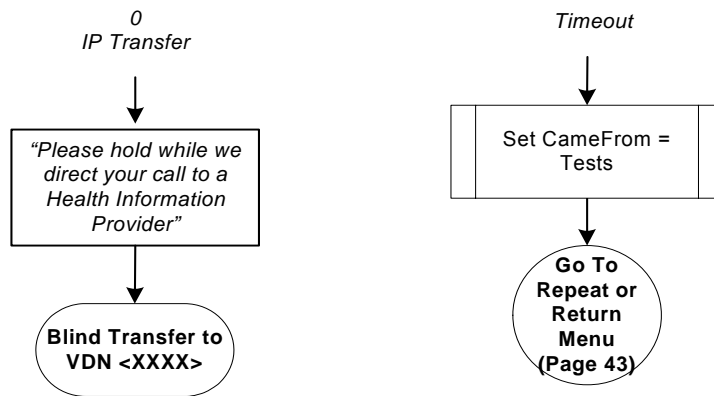 0
IP Transfer
“Please hold while we
direct your call to a
Health Information
Provider”
Blind Transfer to
VDN <XXXX>
Timeout
Set CameFrom =
Tests
Go To
Repeat or
Return
Menu
(Page 43)